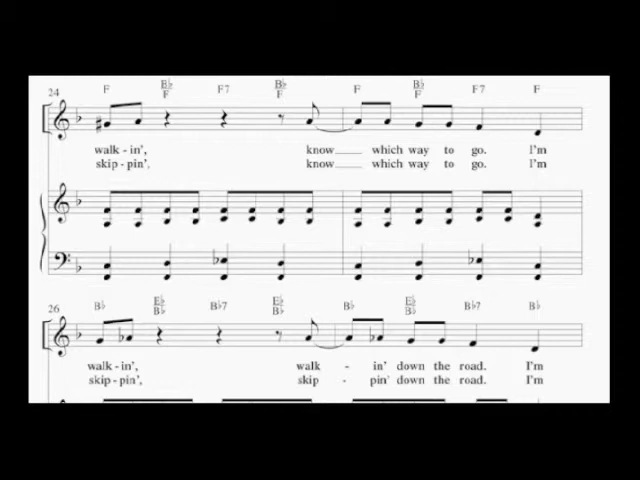 24 F B♭/F F7 B♭/F F B♭/F F7 F
walk - in', know which way to go. I'm
skip - pin'. know which way to go. I'm
26 B♭ E♭/B♭ B♭7 E♭/B♭ B♭ E♭/B♭ B♭7 B♭
walk - in', walk - in' down the road. I'm
skip - pin', skip - pin' down the road. I'm